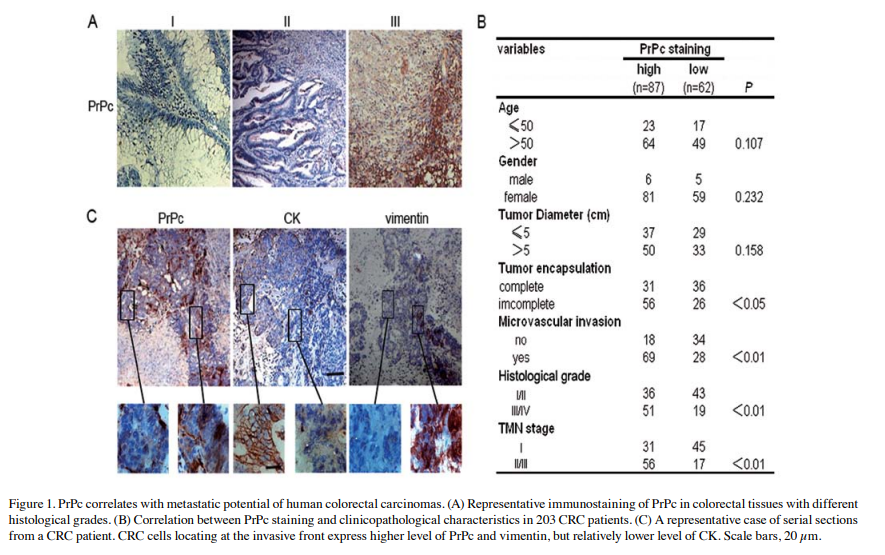 A
I
II
III
PrPc
C
PrPc
CK
vimentin
B
variables
PrPc staining
high
low
(n=87)
(n=62)
P
Age
⩽50 23 17
>50 64 49 0.107
Gender
male 6 5
female 81 59 0.232
Tumor Diameter (cm)
⩽5 37 29
>5 50 33 0.158
Tumor encapsulation
complete 31 36
imcomplete 56 26 <0.05
Microvascular invasion
no 18 34
yes 69 28 <0.01
Histological grade
I/II 36 43
III/IV 51 19 <0.01
TMN stage
I 31 45
II/III 56 17 <0.01
Figure 1. PrPc correlates with metastatic potential of human colorectal carcinomas. (A) Representative immunostaining of PrPc in colorectal tissues with different
histological grades. (B) Correlation between PrPc staining and clinicopathological characteristics in 203 CRC patients. (C) A representative case of serial sections
from a CRC patient. CRC cells locating at the invasive front express higher level of PrPc and vimentin, but relatively lower level of CK. Scale bars, 20 μm.